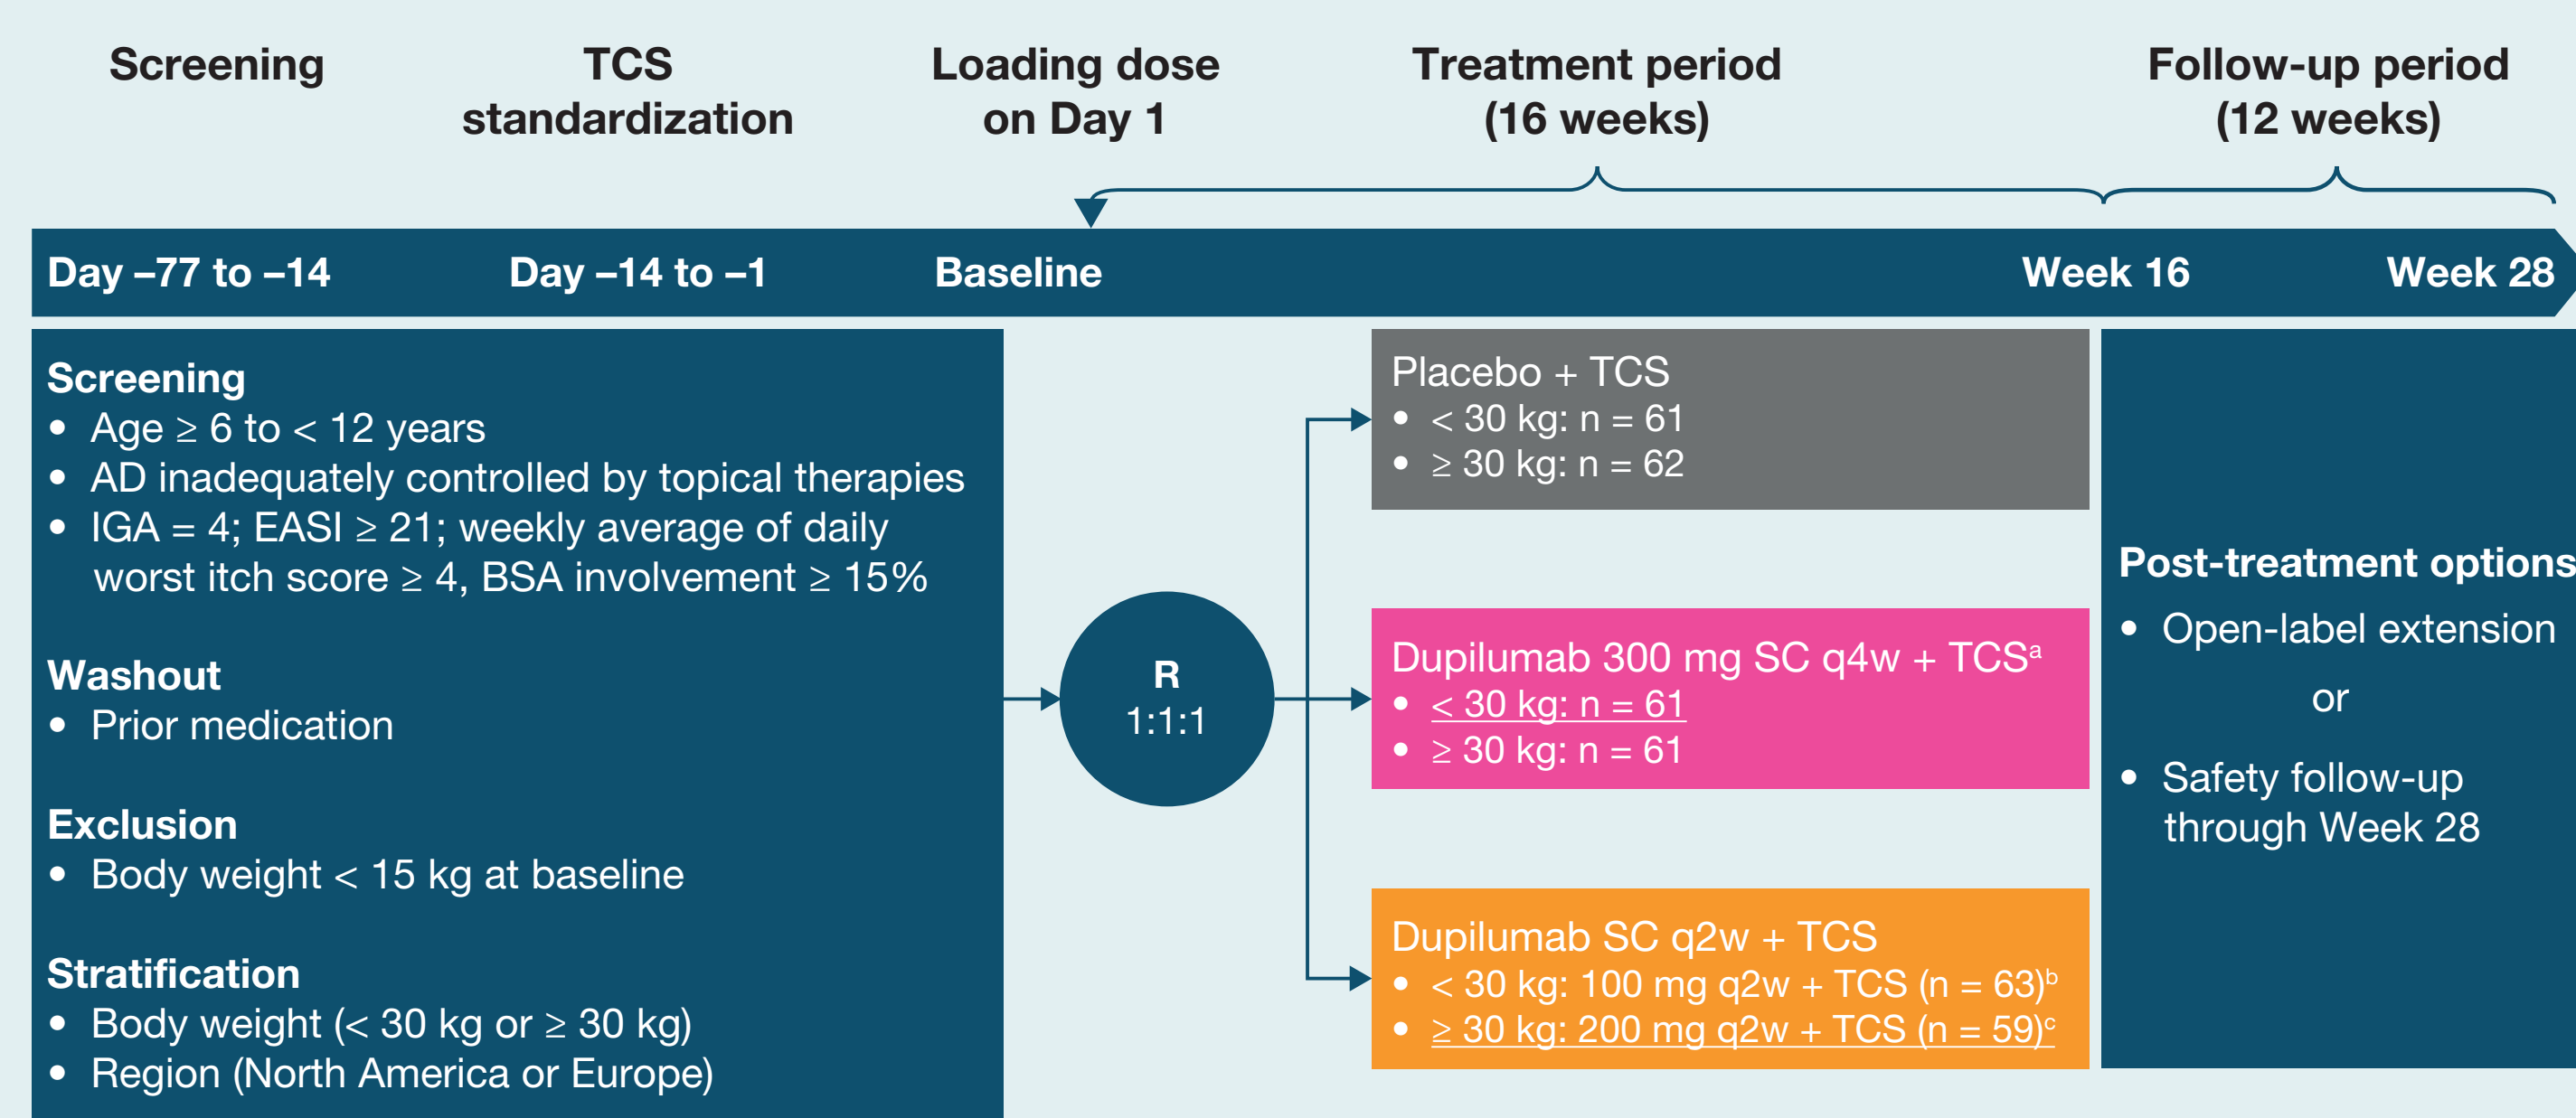 Screening
TCS
standardization
Loading dose
on Day 1
Treatment period
(16 weeks)
Follow-up period
(12 weeks)
Day –77 to –14
Day –14 to –1
Baseline
Week 16
Week 28
Screening
• Age ≥ 6 to < 12 years
• AD inadequately controlled by topical therapies
• IGA = 4; EASI ≥ 21; weekly average of daily
worst itch score ≥ 4, BSA involvement ≥ 15%
Washout
• Prior medication
Exclusion
• Body weight < 15 kg at baseline
Stratification
• Body weight (< 30 kg or ≥ 30 kg)
• Region (North America or Europe)
R
1:1:1
Placebo + TCS
• < 30 kg: n = 61
• ≥ 30 kg: n = 62
Dupilumab 300 mg SC q4w + TCSᵃ
• < 30 kg: n = 61
• ≥ 30 kg: n = 61
Dupilumab SC q2w + TCS
• < 30 kg: 100 mg q2w + TCS (n = 63)ᵇ
• ≥ 30 kg: 200 mg q2w + TCS (n = 59)ᶜ
Post-treatment options
• Open-label extension
or
• Safety follow-up
through Week 28